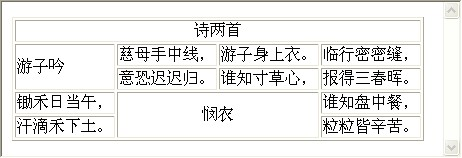 诗两首
游子吟
慈母手中线， 游子身上衣。 临行密密缝，
意恐迟迟归。 谁知寸草心， 报得三春晖。
锄禾日当午， 悯农 谁知盘中餐，
汗滴禾下土。 粒粒皆辛苦。